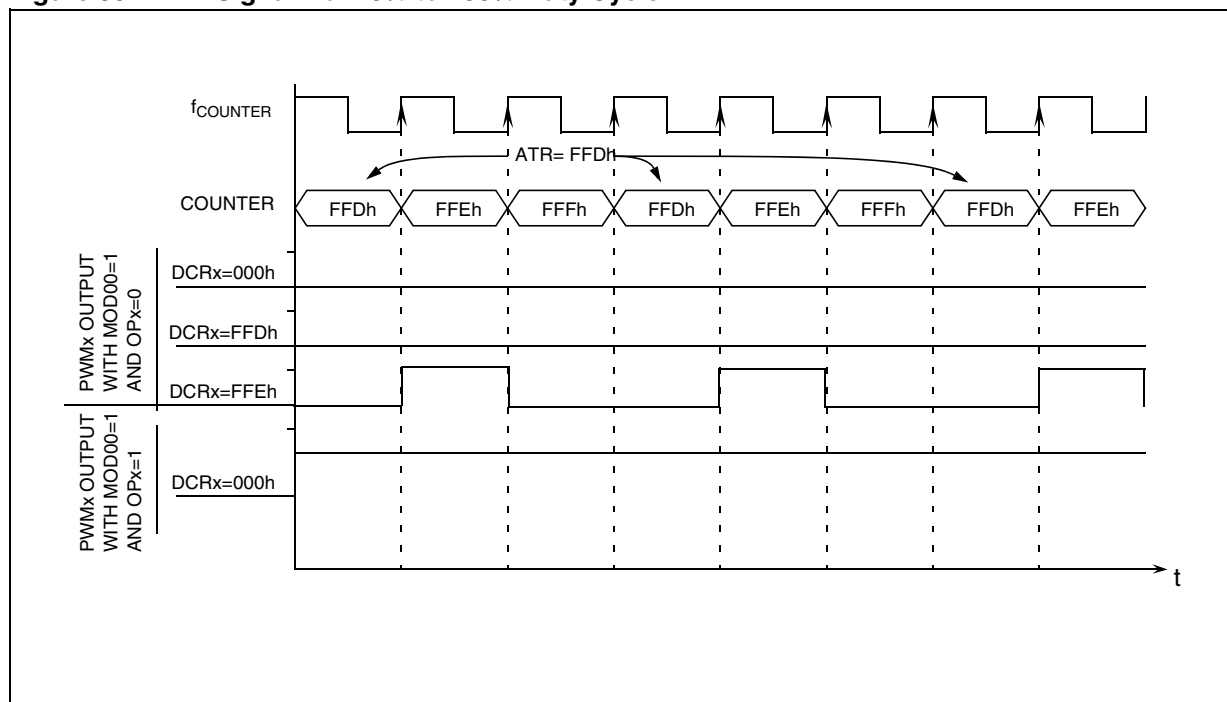 fCOUNTER
ATR= FFDh
COUNTER
FFDh FFEh FFFh FFDh FFEh FFFh FFDh FFEh
PWMx OUTPUT
WITH MOD00=1
AND OPx=0
DCRx=000h
DCRx=FFDh
DCRx=FFEh
PWMx OUTPUT
WITH MOD00=1
AND OPx=1
DCRx=000h
t